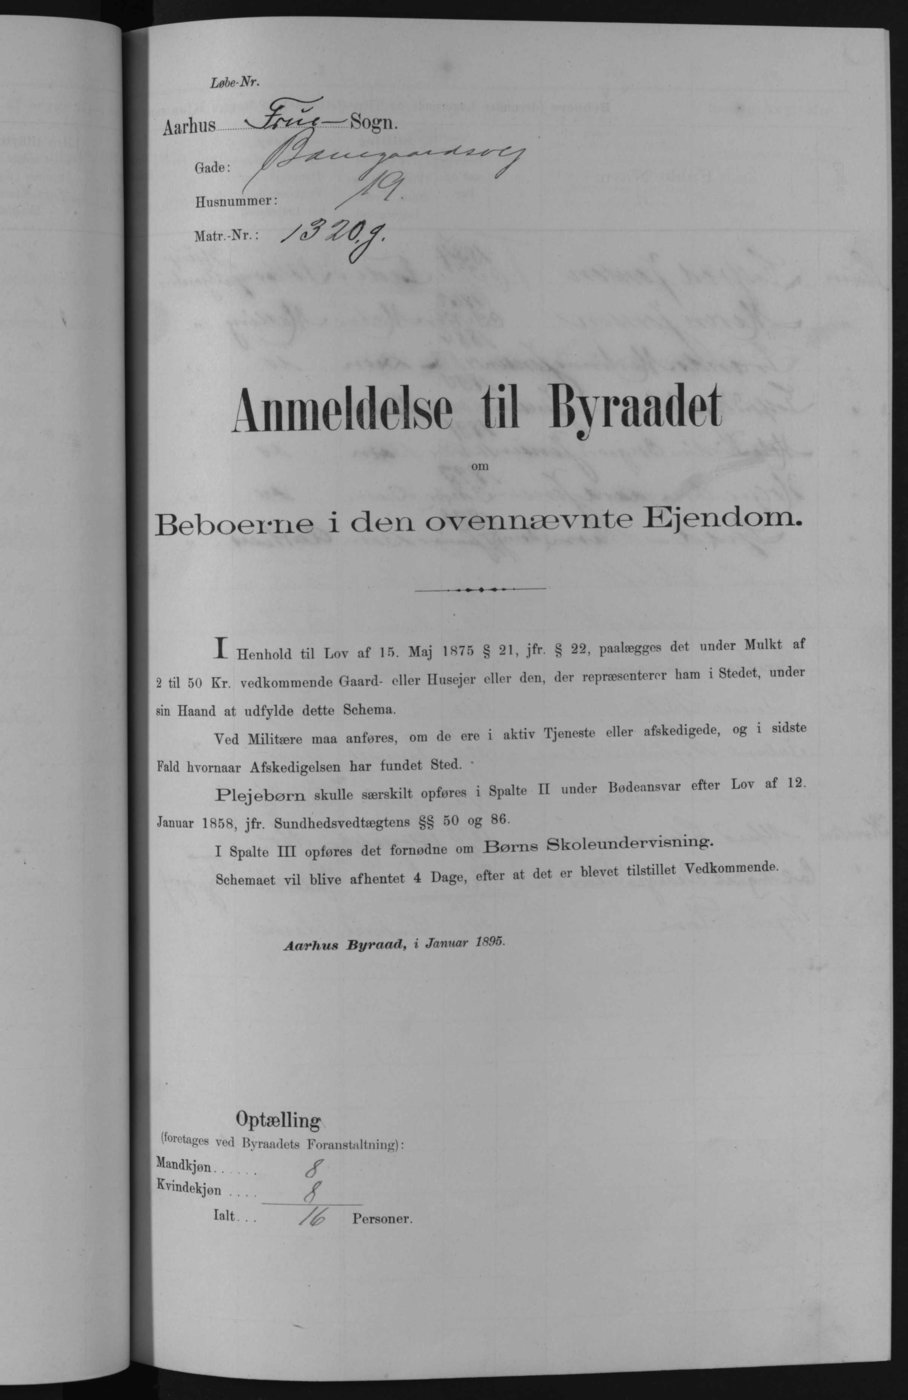 Løbe-Nr.
Aarhus Frue Sogn.
Gade: Banegaardsvej
Husnummer: 19.
Matr.-Nr.: 1320.g.
Anmeldelse til Byraadet
om
Beboerne i den ovennævnte Ejendom.
I Henhold til Lov af 15. Maj 1875 § 21, jfr. § 22, paalægges det under Mulkt af
2 til 50 Kr. vedkommende Gaard- eller Husejer eller den, der repræsenterer ham i Stedet, under
sin Haand at udfylde dette Schema.
Ved Militære maa anføres, om de ere i aktiv Tjeneste eller afskedigede, og i sidste
Fald hvornaar Afskedigelsen har fundet Sted.
Plejebørn skulle særskilt opføres i Spalte II under Bødeansvar efter Lov af 12.
Januar 1858, jfr. Sundhedsvedtægtens §§ 50 og 86.
I Spalte III opføres det fornødne om Børns Skoleundervisning.
Schemaet vil blive afhentet 4 Dage, efter at det er blevet tilstillet Vedkommende.
Aarhus Byraad, i Januar 1895.
Optælling
(foretages ved Byraadets Foranstaltning):
Mandkjøn..... 8
Kvindekjøn.... 8
Ialt... 16 Personer.